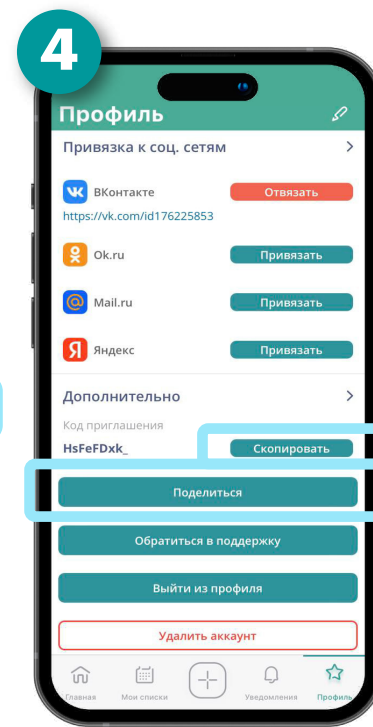 4
Профиль
Привязка к соц. сетям
ВКонтакте
Отвязать
https://vk.com/id176225853
Ok.ru
Привязать
Mail.ru
Привязать
Яндекс
Привязать
Дополнительно
Код приглашения
HsFeFDxk_
Скопировать
Поделиться
Обратиться в поддержку
Выйти из профиля
Удалить аккаунт
Главная Мои списки Уведомления Профиль